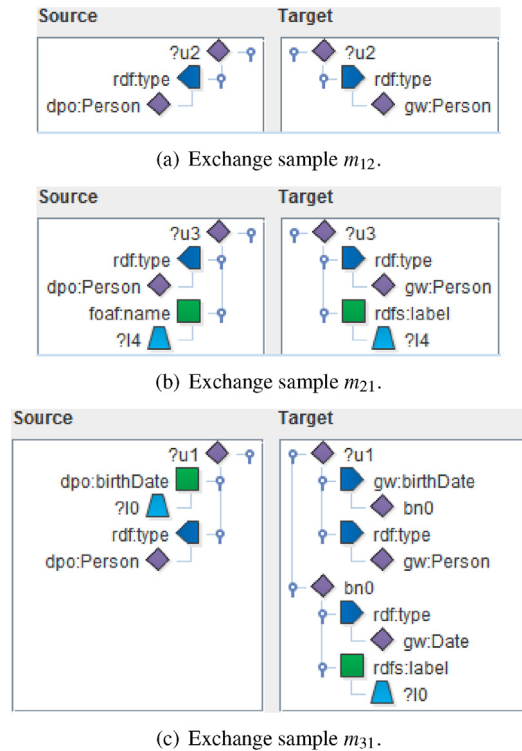 Source Target
?u2 ?u2
rdf:type rdf:type
dpo:Person gw:Person
(a) Exchange sample m12.
Source Target
?u3 ?u3
rdf:type rdf:type
dpo:Person gw:Person
foaf:name rdfs:label
?l4 ?l4
(b) Exchange sample m21.
Source Target
?u1 ?u1
dpo:birthDate gw:birthDate
?l0 bn0
rdf:type rdf:type
dpo:Person gw:Person
bn0
rdf:type
gw:Date
rdfs:label
?l0
(c) Exchange sample m31.